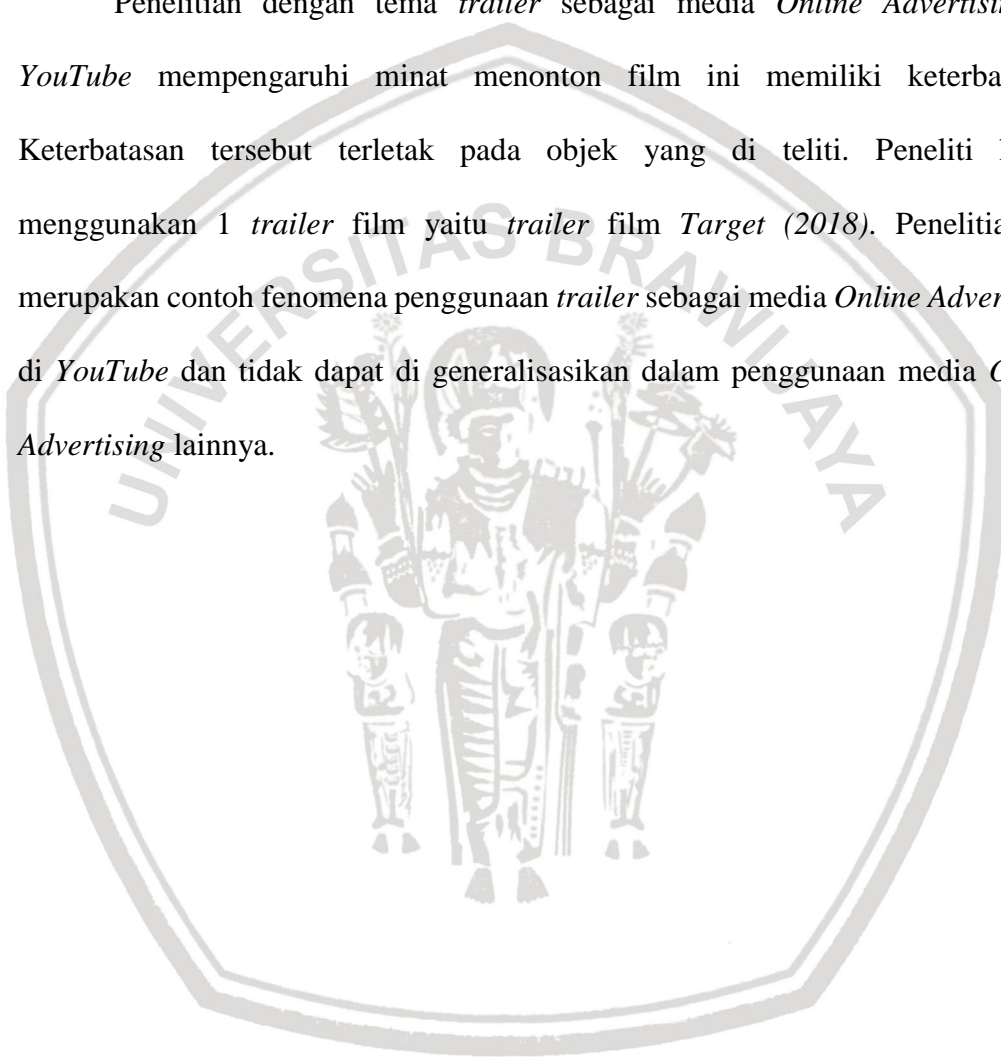 Penelitian dengan tema trailer sebagai media Online
YouTube mempengaruhi minat menonton film ini memiliki
Keterbatasan tersebut terletak pada objek yang di teliti. Peneliti
menggunakan 1 trailer film yaitu trailer film Target (2018).
merupakan contoh fenomena penggunaan trailer sebagai media Online
di YouTube dan tidak dapat di generalisasikan dalam penggunaan media
Advertising lainnya.
UNIVERSITAS BRAWIJAYA